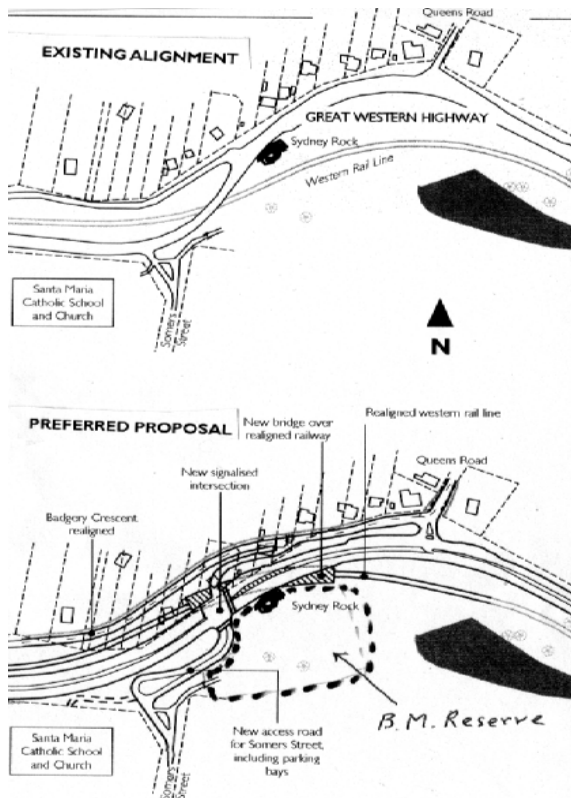 Queens Road
EXISTING ALIGNMENT
GREAT WESTERN HIGHWAY
Sydney Rock
Western Rail Line
Santa Maria
Catholic School
and Church
Somers
Street
N
PREFERRED PROPOSAL
New bridge over
realigned railway
Realigned western rail line
Queens Road
New signalised
intersection
Badgery Crescent
realigned
Sydney Rock
B.M. Reserve
New access road
for Somers Street,
including parking
bays
Santa Maria
Catholic School
and Church
Somers
Street